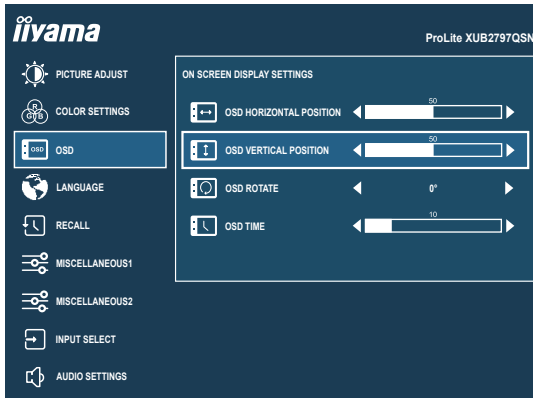 iiyama
ProLite XUB2797QSN
PICTURE ADJUST
COLOR SETTINGS
R
G B
OSD
OSD
LANGUAGE
RECALL
MISCELLANEOUS1
MISCELLANEOUS2
INPUT SELECT
AUDIO SETTINGS
ON SCREEN DISPLAY SETTINGS
OSD HORIZONTAL POSITION
50
OSD VERTICAL POSITION
50
OSD ROTATE
0°
OSD TIME
10